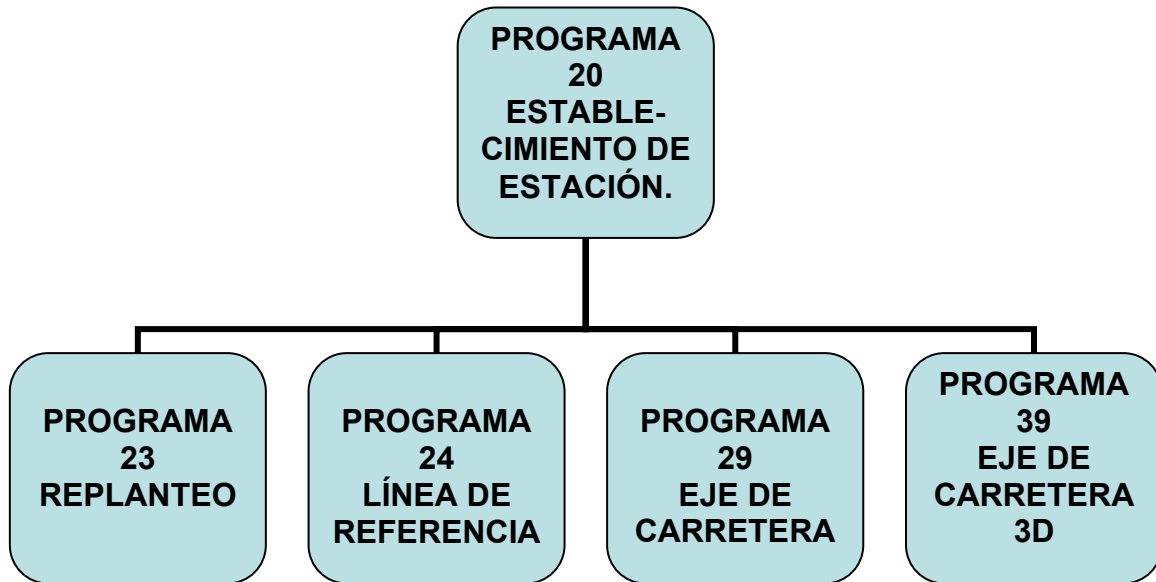 PROGRAMA
20
ESTABLE-
CIMIENTO DE
ESTACIÓN.
PROGRAMA
23
REPLANTEO
PROGRAMA
24
LÍNEA DE
REFERENCIA
PROGRAMA
29
EJE DE
CARRETERA
PROGRAMA
39
EJE DE
CARRETERA
3D